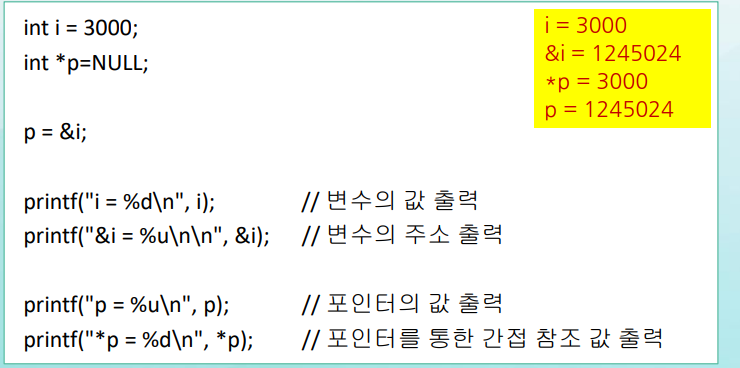 int i = 3000;
int *p=NULL;
p = &i;
printf("i = %d\n", i); // 변수의 값 출력
printf("&i = %u\n\n", &i); // 변수의 주소 출력
printf("p = %u\n", p); // 포인터의 값 출력
printf("*p = %d\n", *p); // 포인터를 통한 간접 참조 값 출력
i = 3000
&i = 1245024
*p = 3000
p = 1245024